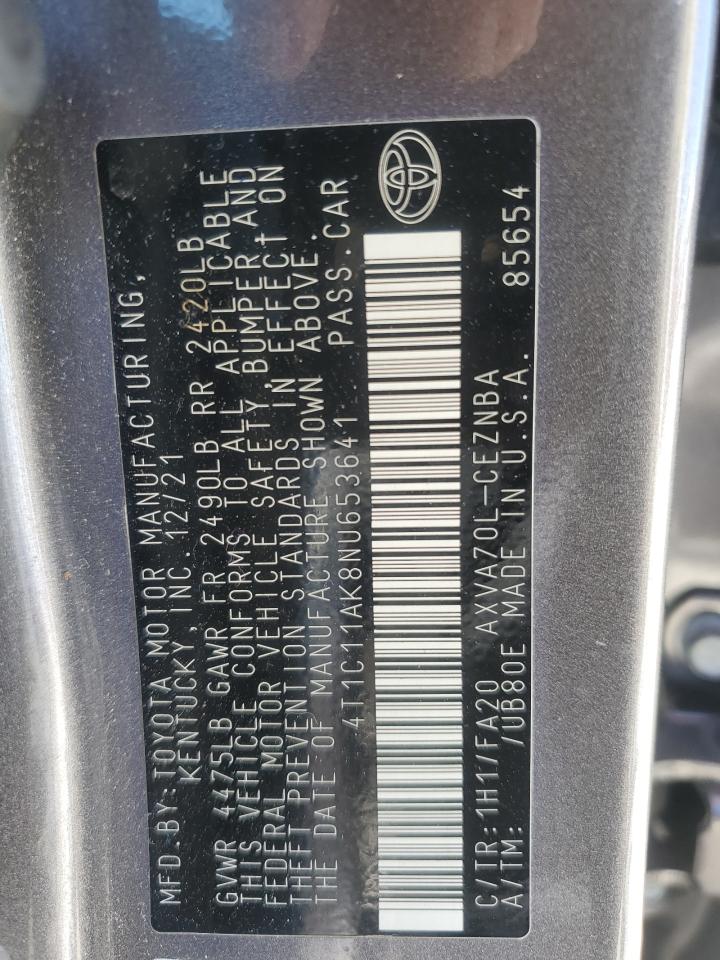 MFD.BY:TOYOTA MOTOR MANUFACTURING,
KENTUCKY, INC.12/21
GVWR 4475LB GAWR FR 2490LB RR 2420LB
THIS VEHICLE CONFORMS TO ALL APPLICABLE
FEDERAL MOTOR VEHICLE SAFETY, BUMPER AND
THEFT PREVENTION STANDARDS IN EFFECT ON
THE DATE OF MANUFACTURE SHOWN ABOVE.
4T1C11AK8NU653641 PASS.CAR
C/TR:1H1/FA20 AXVA70L-CEZNBA
A/TM: /UB80E MADE IN U.S.A. 85654